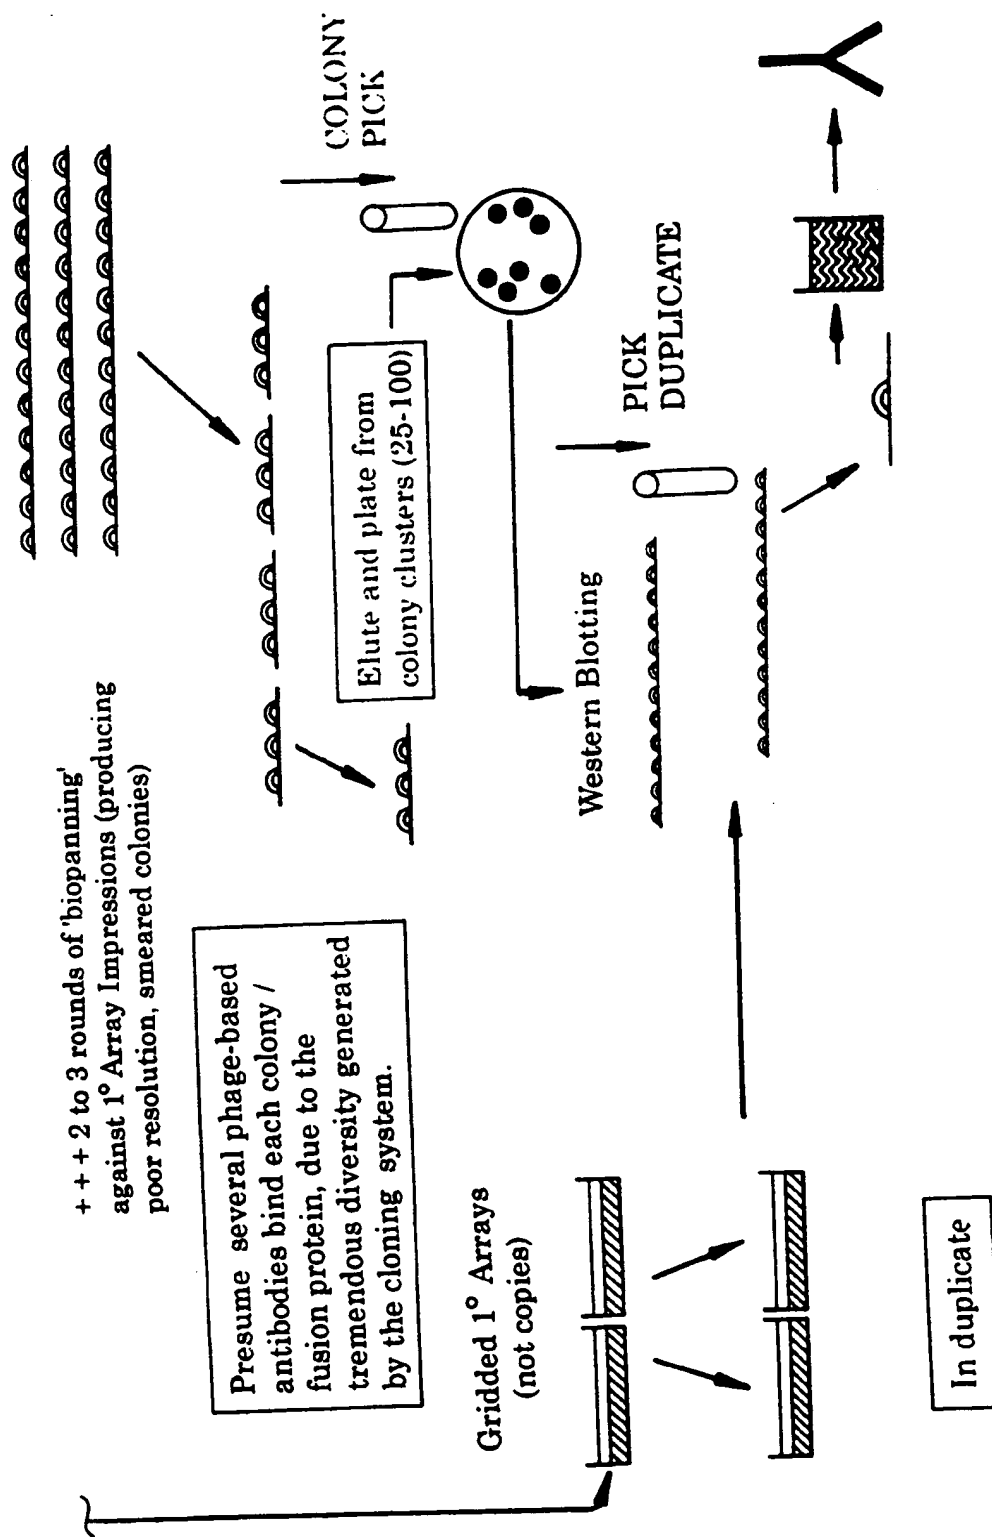 + + + 2 to 3 rounds of 'biopanning'
against 1° Array Impressions (producing
poor resolution, smeared colonies)
COLONY
PICK
Presume several phage-based
antibodies bind each colony /
fusion protein, due to the
tremendous diversity generated
by the cloning system.
Elute and plate from
colony clusters (25-100)
Gridded 1° Arrays
(not copies)
Western Blotting
PICK
DUPLICATE
In duplicate